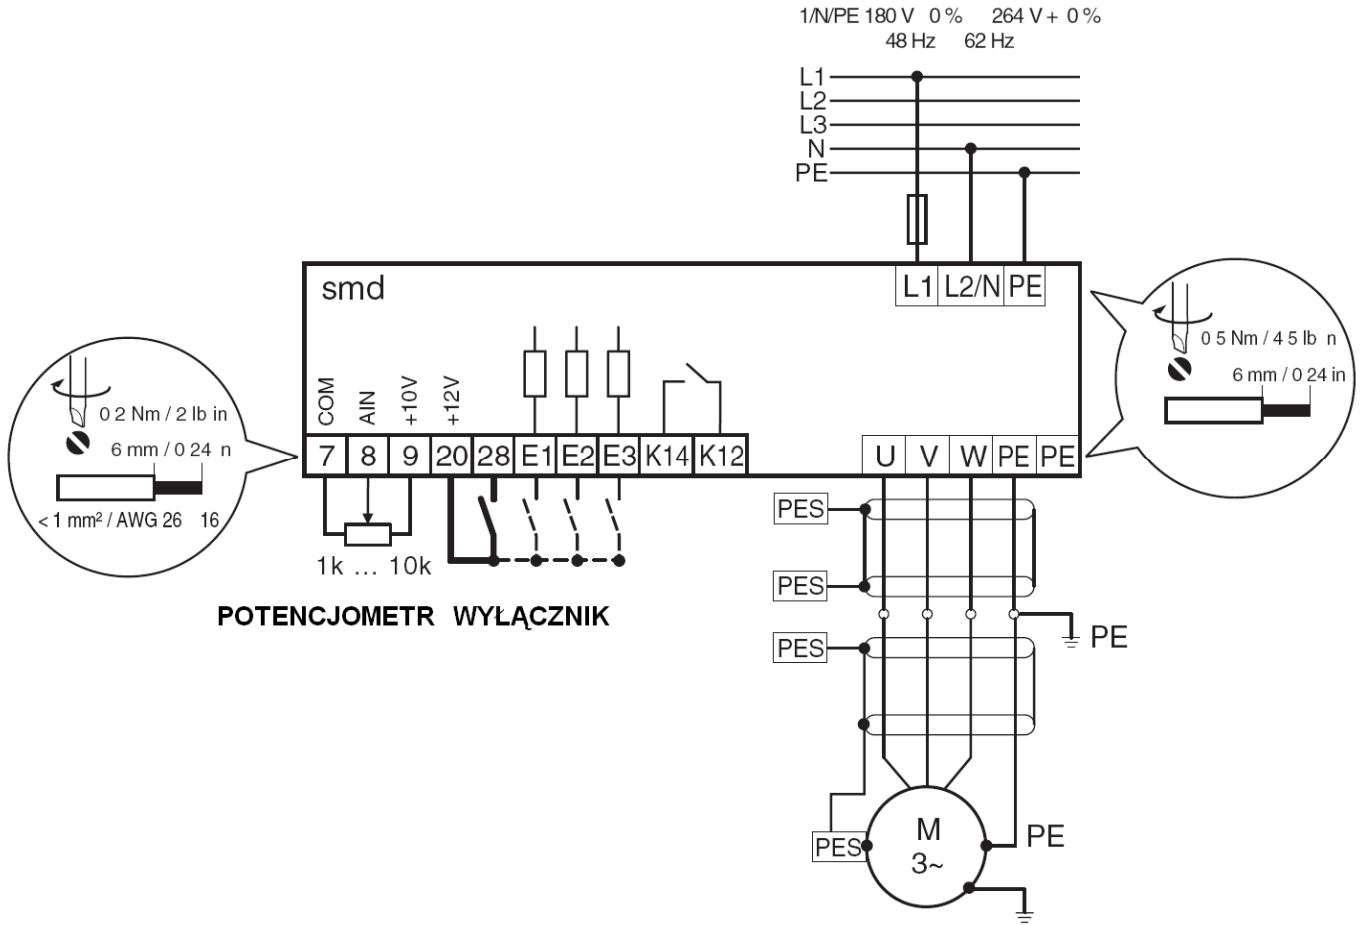 1/N/PE 180 V 0 % 264 V + 0 %
48 Hz 62 Hz
L1
L2
L3
N
PE
smd
L1 L2/N PE
0 5 Nm / 4 5 lb n
6 mm / 0 24 in
COM AIN +10V +12V
0 2 Nm / 2 lb in
6 mm / 0 24 n
< 1 mm² / AWG 26 16
7 8 9 20 28 E1 E2 E3 K14 K12
U V W PE PE
1k ... 10k
POTENCJOMETR WYŁĄCZNIK
PES
PES
PE
PES
M
3~
PE
PES